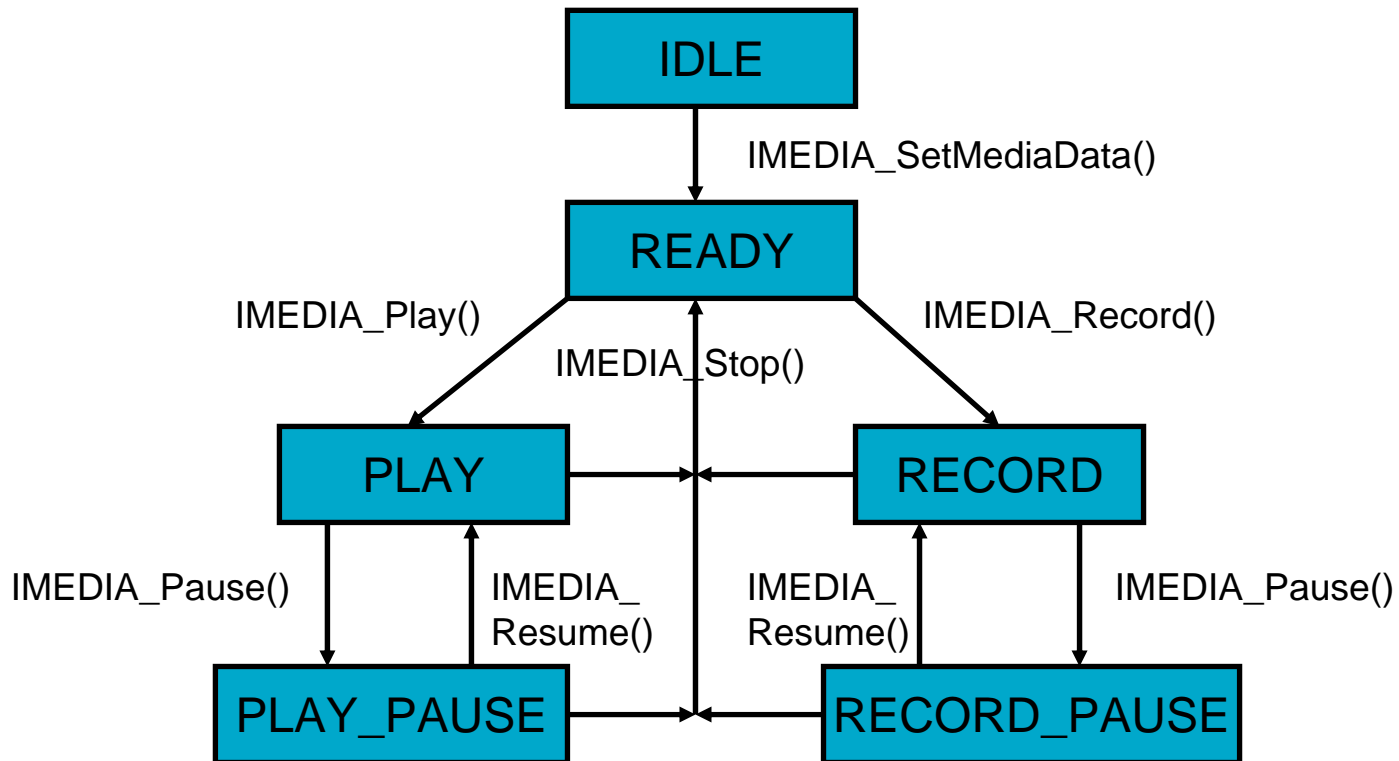 IDLE
IMEDIA_SetMediaData()
READY
IMEDIA_Play()
IMEDIA_Record()
IMEDIA_Stop()
PLAY
RECORD
IMEDIA_Pause()
IMEDIA_
Resume()
IMEDIA_
Resume()
IMEDIA_Pause()
PLAY_PAUSE
RECORD_PAUSE